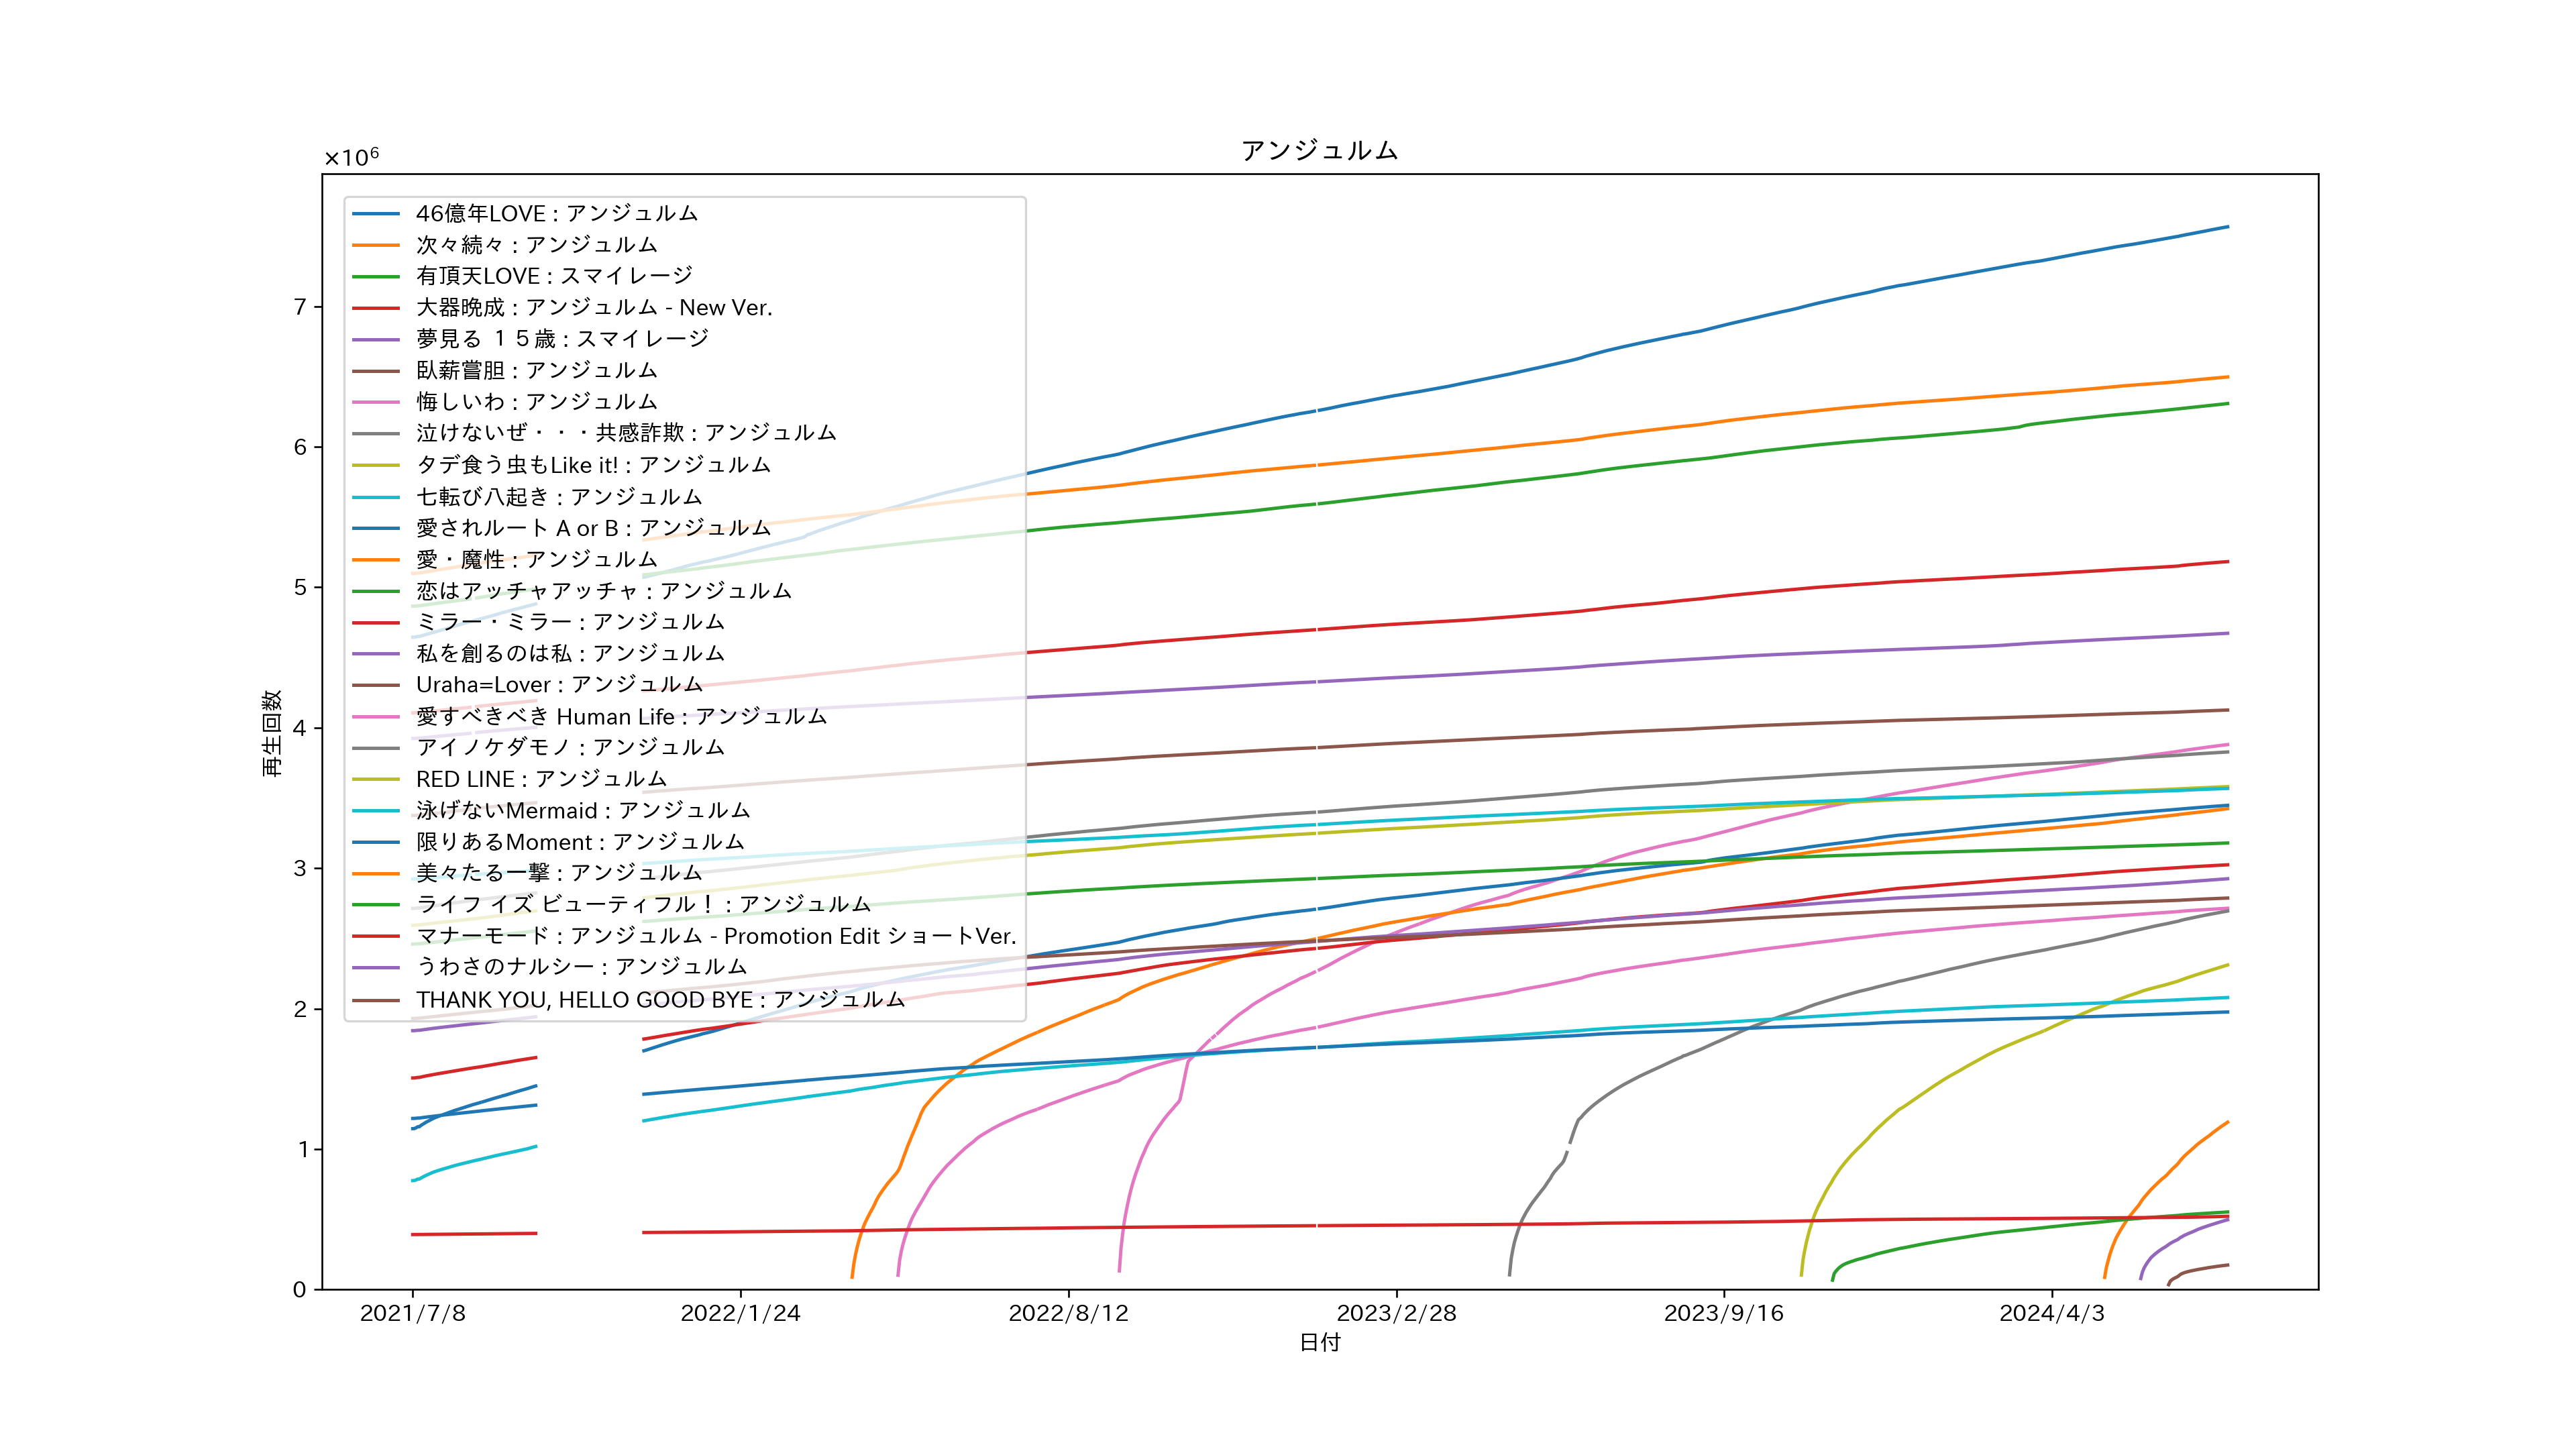 アンジュルム
×10⁶
46億年LOVE : アンジュルム
次々続々 : アンジュルム
有頂天LOVE : スマイレージ
大器晩成 : アンジュルム - New Ver.
夢見る １５歳 : スマイレージ
臥薪嘗胆 : アンジュルム
悔しいわ : アンジュルム
泣けないぜ・・・共感詐欺 : アンジュルム
タデ食う虫もLike it! : アンジュルム
七転び八起き : アンジュルム
愛されルート A or B : アンジュルム
愛・魔性 : アンジュルム
恋はアッチャアッチャ : アンジュルム
ミラー・ミラー : アンジュルム
私を創るのは私 : アンジュルム
Uraha=Lover : アンジュルム
愛すべきべき Human Life : アンジュルム
アイノケダモノ : アンジュルム
RED LINE : アンジュルム
泳げないMermaid : アンジュルム
限りあるMoment : アンジュルム
美々たる一撃 : アンジュルム
ライフ イズ ビューティフル！ : アンジュルム
マナーモード : アンジュルム - Promotion Edit ショートVer.
うわさのナルシー : アンジュルム
THANK YOU, HELLO GOOD BYE : アンジュルム
7
6
5
4
3
2
1
0
再生回数
2021/7/8
2022/1/24
2022/8/12
2023/2/28
2023/9/16
2024/4/3
日付